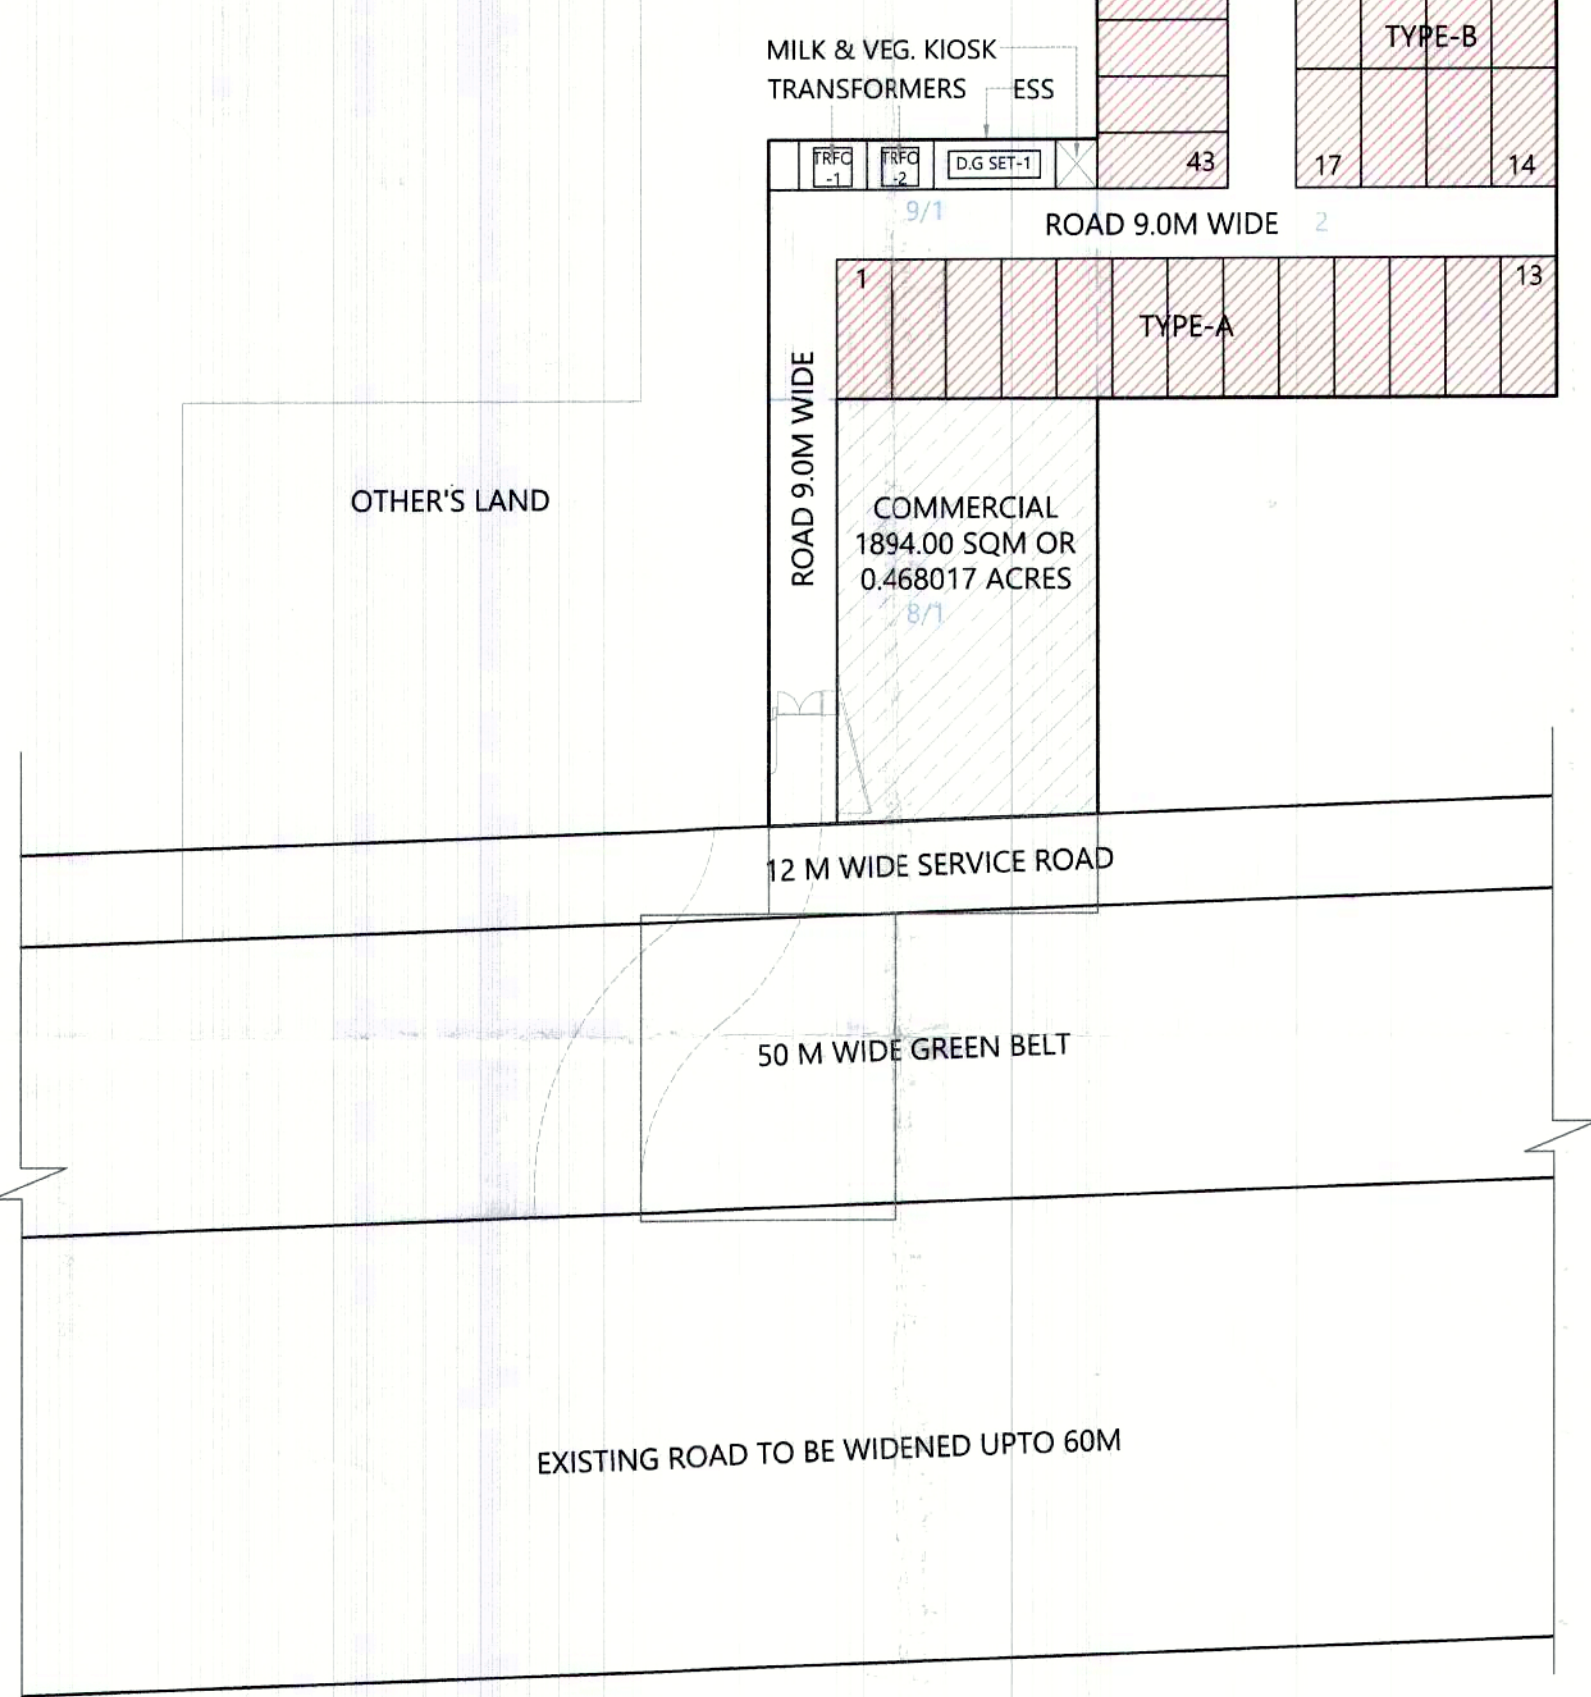 TYPE-B
MILK & VEG. KIOSK
TRANSFORMERS
ESS
TRFC
-1
TRFC
-2
D.G SET-1
43
17
14
9/1
ROAD 9.0M WIDE
2
1
13
TYPE-A
ROAD 9.0M WIDE
OTHER'S LAND
COMMERCIAL
1894.00 SQM OR
0.468017 ACRES
8/1
12 M WIDE SERVICE ROAD
50 M WIDE GREEN BELT
EXISTING ROAD TO BE WIDENED UPTO 60M